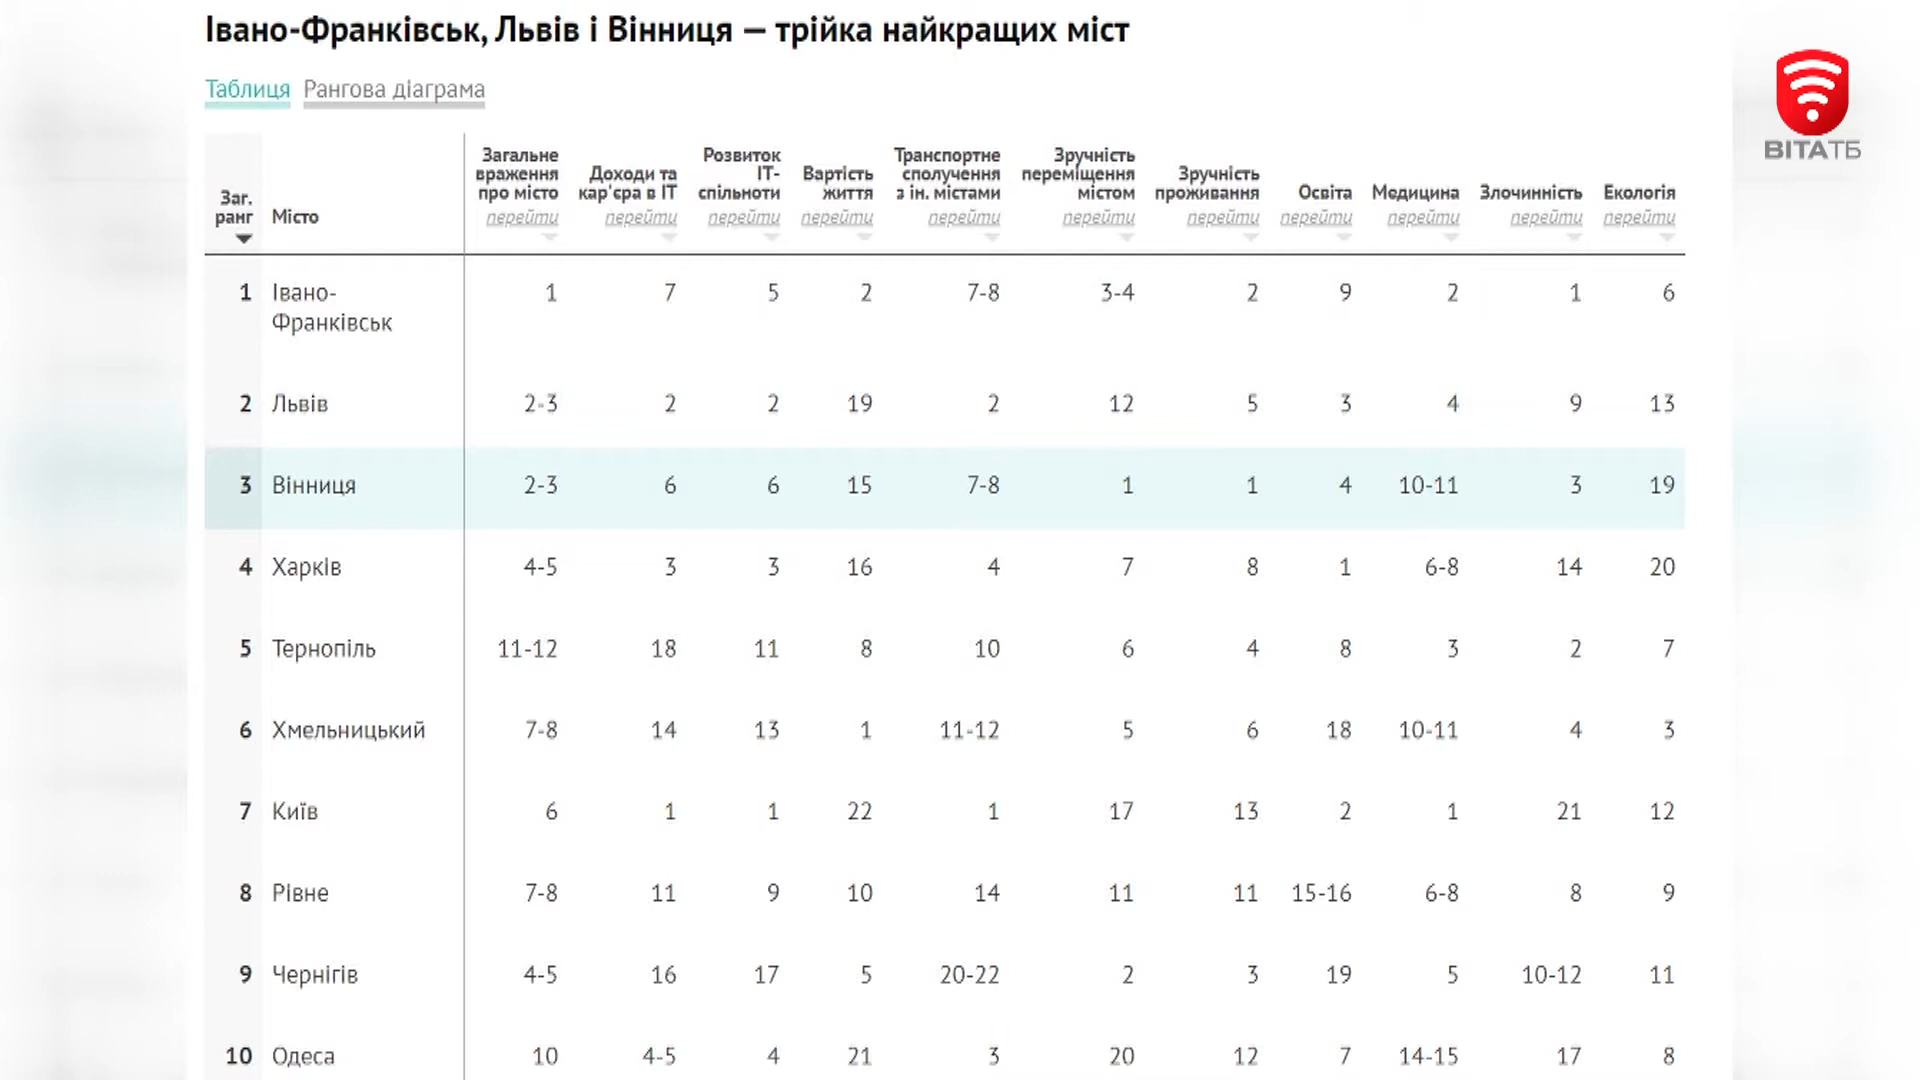 Івано-Франківськ, Львів і Вінниця — трійка найкращих міст
Таблиця Рангова діаграма
ВІТАТБ
Заг. ранг Місто Загальне враження про місто перейти Доходи та кар'єра в ІТ перейти Розвиток ІТ-спільноти перейти Вартість життя перейти Транспортне сполучення з ін. містами перейти Зручність переміщення містом перейти Зручність проживання перейти Освіта перейти Медицина перейти Злочинність перейти Екологія перейти
1 Івано-Франківськ 1 7 5 2 7-8 3-4 2 9 2 1 6
2 Львів 2-3 2 2 19 2 12 5 3 4 9 13
3 Вінниця 2-3 6 6 15 7-8 1 1 4 10-11 3 19
4 Харків 4-5 3 3 16 4 7 8 1 6-8 14 20
5 Тернопіль 11-12 18 11 8 10 6 4 8 3 2 7
6 Хмельницький 7-8 14 13 1 11-12 5 6 18 10-11 4 3
7 Київ 6 1 1 22 1 17 13 2 1 21 12
8 Рівне 7-8 11 9 10 14 11 11 15-16 6-8 8 9
9 Чернігів 4-5 16 17 5 20-22 2 3 19 5 10-12 11
10 Одеса 10 4-5 4 21 3 20 12 7 14-15 17 8